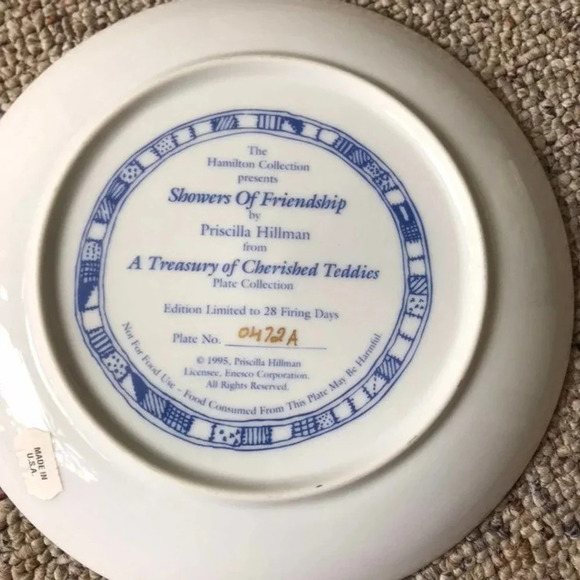 The
Hamilton Collection
presents
Showers Of Friendship
by
Priscilla Hillman
from
A Treasury of Cherished Teddies
Plate Collection
Edition Limited to 28 Firing Days
Plate No. 0472A
© 1995, Priscilla Hillman
Licensee, Enesco Corporation.
All Rights Reserved.
Not For Food Use - Food Consumed From This Plate May Be Harmful.
MADE IN
U.S.A.